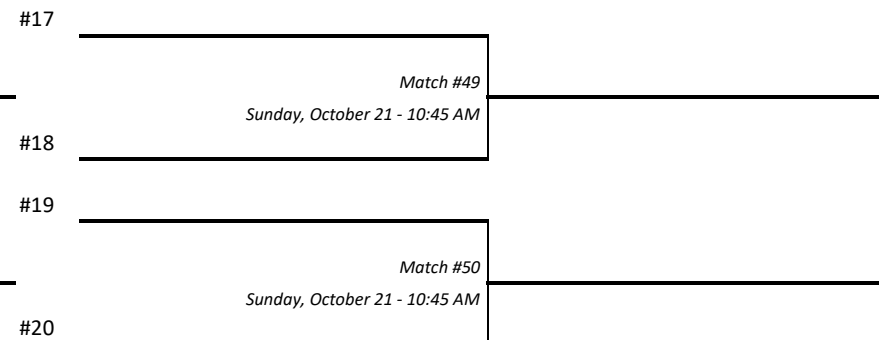 #17
Match #49
Sunday, October 21 - 10:45 AM
#18
#19
Match #50
Sunday, October 21 - 10:45 AM
#20